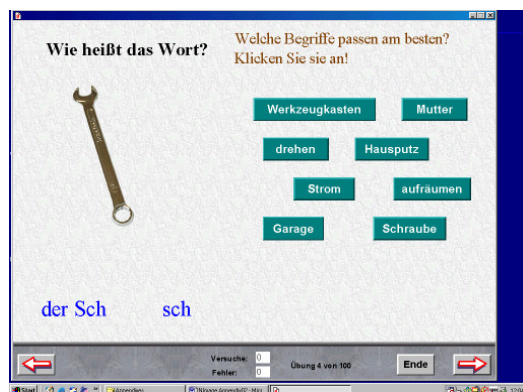 Wie heißt das Wort?
Welche Begriffe passen am besten?
Klicken Sie sie an!
Werkzeugkasten
Mutter
drehen
Hausputz
Strom
aufräumen
Garage
Schraube
der Sch sch
Versuche: 0
Fehler: 0
Übung 4 von 100
Ende
Start